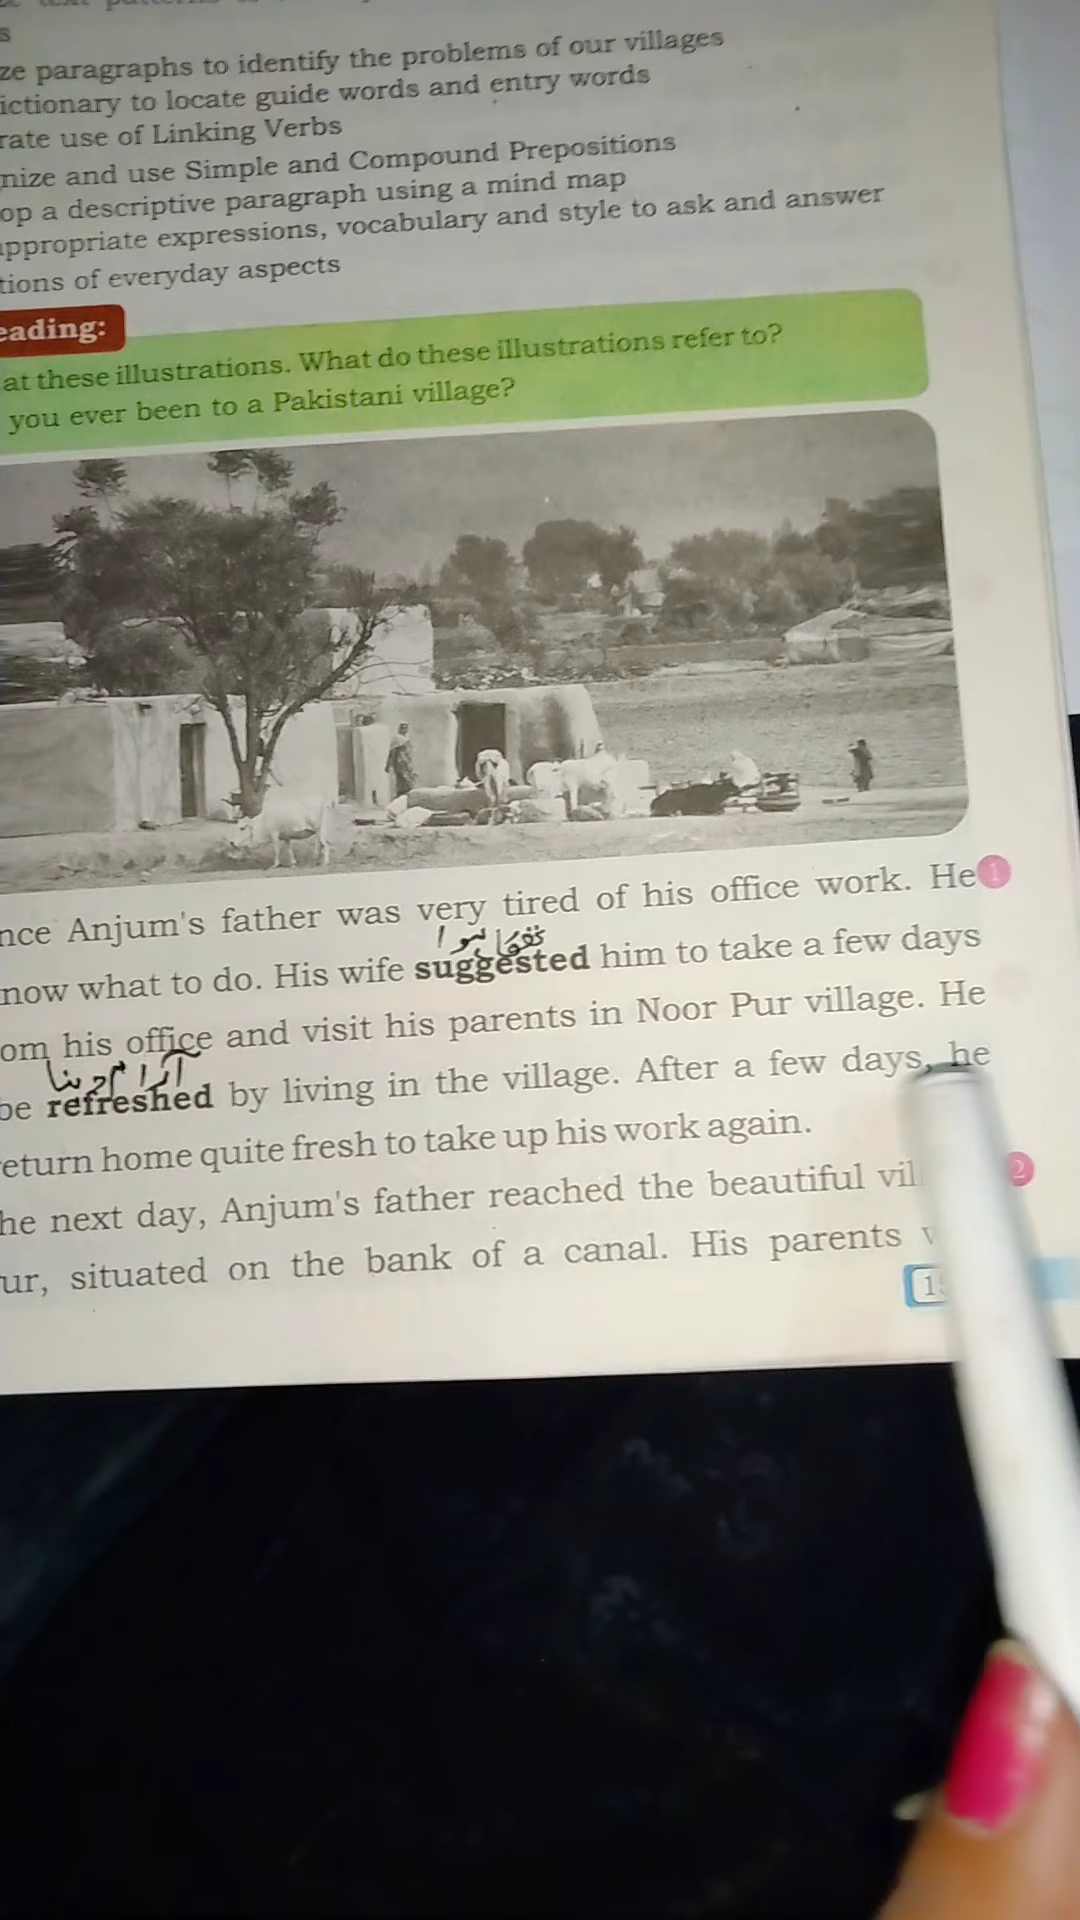 s
ze paragraphs to identify the problems of our villages
ictionary to locate guide words and entry words
rate use of Linking Verbs
nize and use Simple and Compound Prepositions
op a descriptive paragraph using a mind map
appropriate expressions, vocabulary and style to ask and answer
tions of everyday aspects
eading:
at these illustrations. What do these illustrations refer to?
you ever been to a Pakistani village?
nce Anjum's father was very tired of his office work. He 1
now what to do. His wife suggested him to take a few days
om his office and visit his parents in Noor Pur village. He
be refreshed by living in the village. After a few days, he
eturn home quite fresh to take up his work again.
he next day, Anjum's father reached the beautiful vil 2
ur, situated on the bank of a canal. His parents